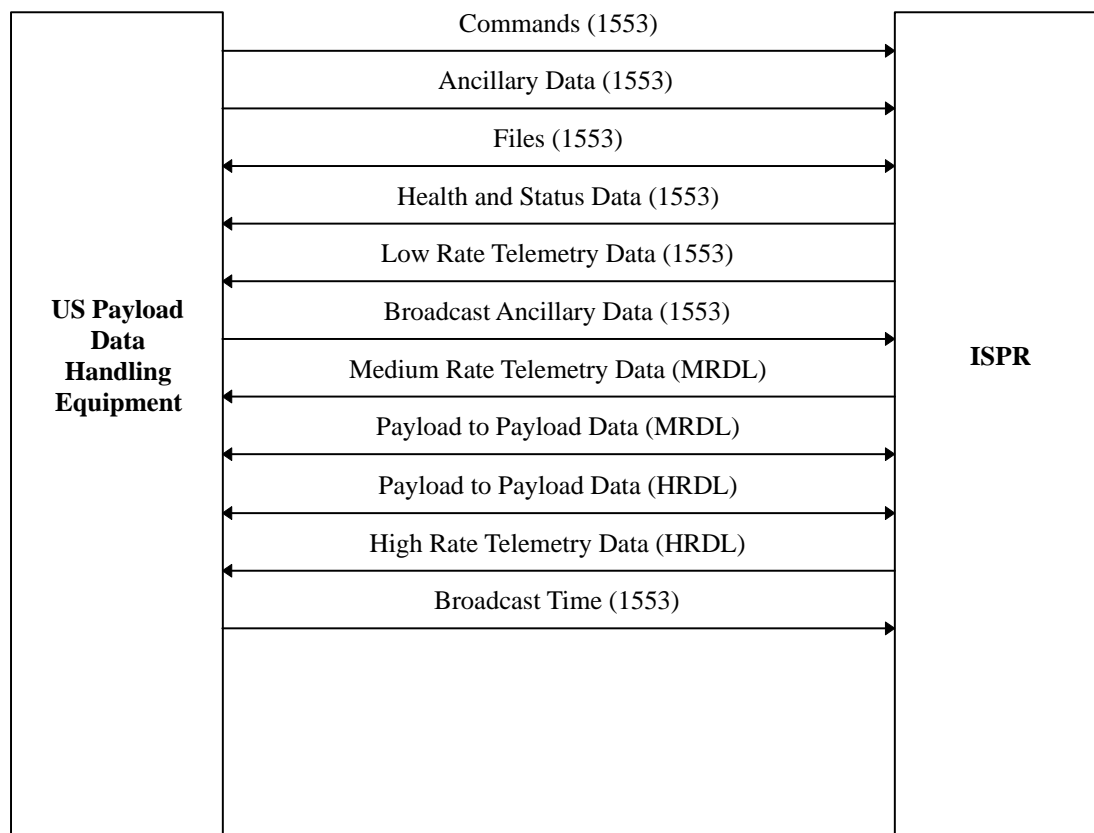 Commands (1553)
Ancillary Data (1553)
Files (1553)
Health and Status Data (1553)
Low Rate Telemetry Data (1553)
US Payload
Data
Handling
Equipment
Broadcast Ancillary Data (1553)
ISPR
Medium Rate Telemetry Data (MRDL)
Payload to Payload Data (MRDL)
Payload to Payload Data (HRDL)
High Rate Telemetry Data (HRDL)
Broadcast Time (1553)